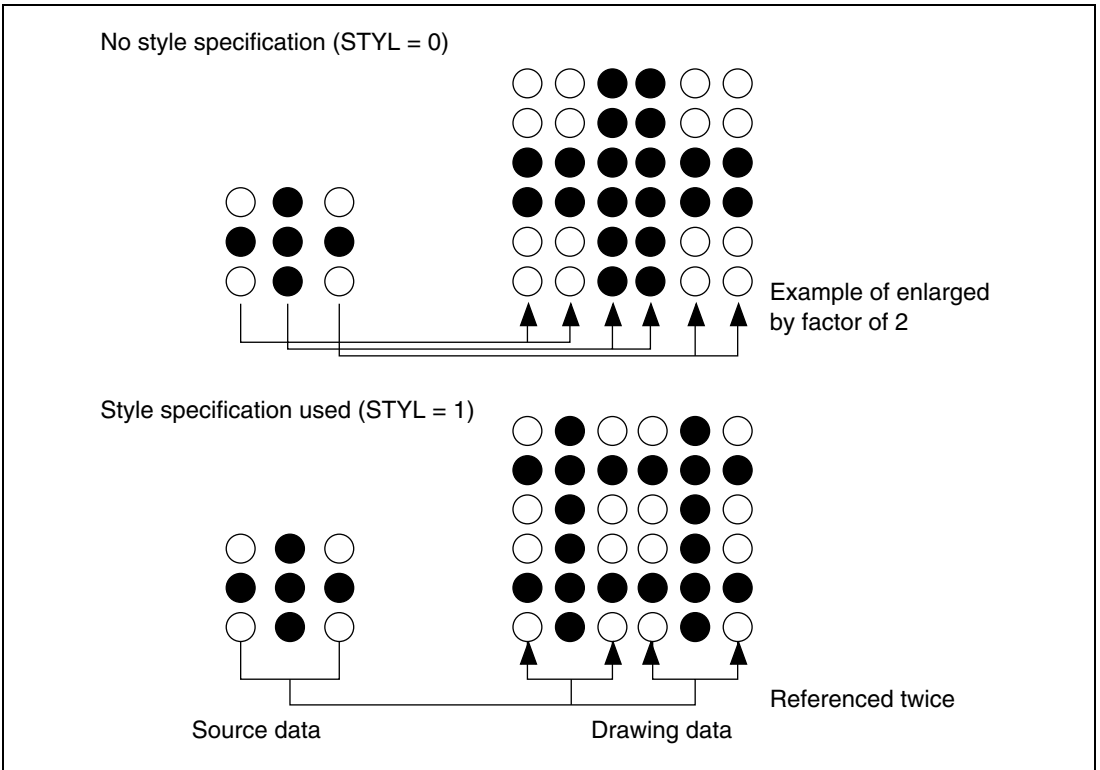 No style specification (STYL = 0)
Example of enlarged
by factor of 2
Style specification used (STYL = 1)
Referenced twice
Source data
Drawing data